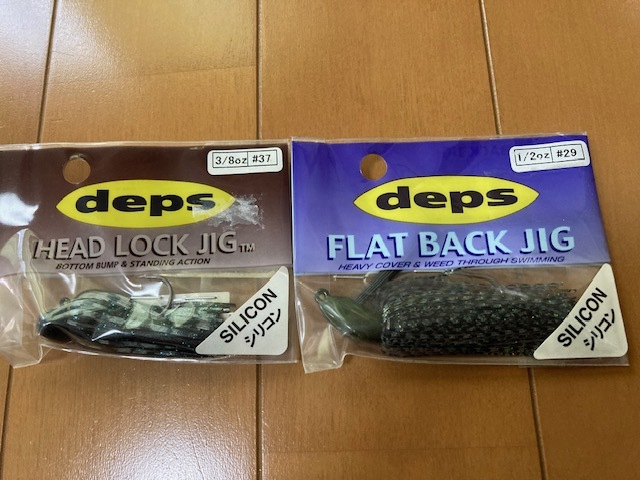 3/8oz #37
deps
HEAD LOCK JIG™
BOTTOM BUMP & STANDING ACTION
SILICON
シリコン
1/2oz #29
deps
FLAT BACK JIG
HEAVY COVER & WEED THROUGH SWIMMING
SILICON
シリコン